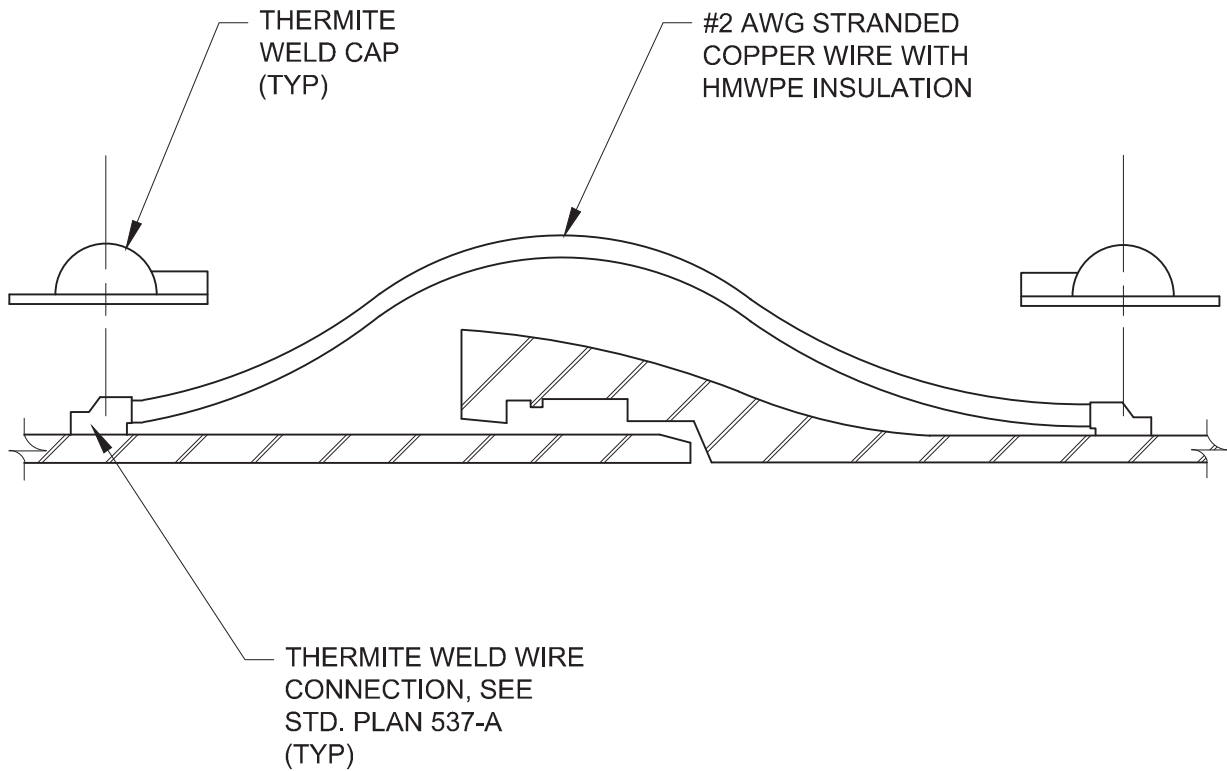 THERMITE
WELD CAP
(TYP)
#2 AWG STRANDED
COPPER WIRE WITH
HMWPE INSULATION
THERMITE WELD WIRE
CONNECTION, SEE
STD. PLAN 537-A
(TYP)